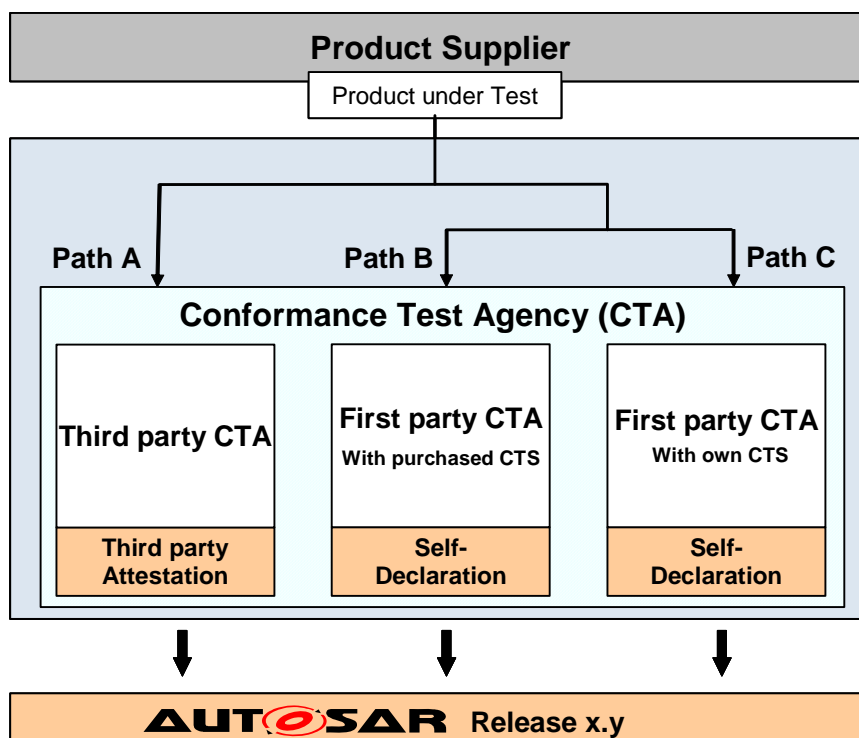 Product Supplier
Product under Test
Path A
Path B
Path C
Conformance Test Agency (CTA)
Third party CTA
First party CTA
With purchased CTS
First party CTA
With own CTS
Third party
Attestation
Self-
Declaration
Self-
Declaration
AUTOSAR Release x.y